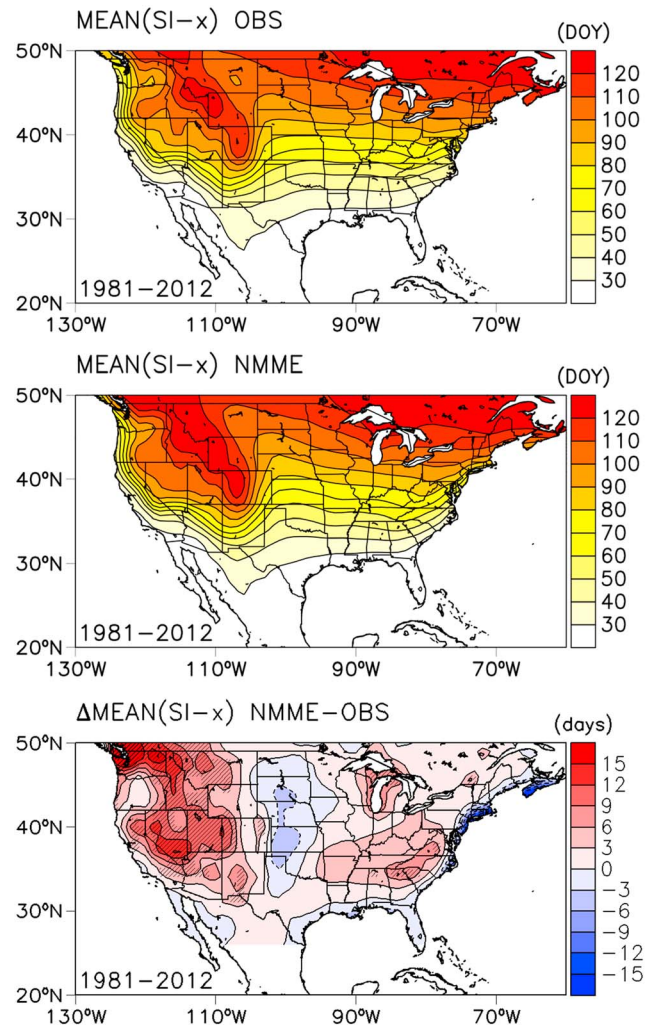 MEAN(SI-x) OBS
(DOY)
50°N
40°N
30°N
20°N
1981-2012
130°W 110°W 90°W 70°W
120
110
100
90
80
70
60
50
40
30
MEAN(SI-x) NMME
(DOY)
50°N
40°N
30°N
20°N
1981-2012
130°W 110°W 90°W 70°W
120
110
100
90
80
70
60
50
40
30
ΔMEAN(SI-x) NMME-OBS
(days)
50°N
40°N
30°N
20°N
1981-2012
130°W 110°W 90°W 70°W
15
12
9
6
3
0
-3
-6
-9
-12
-15